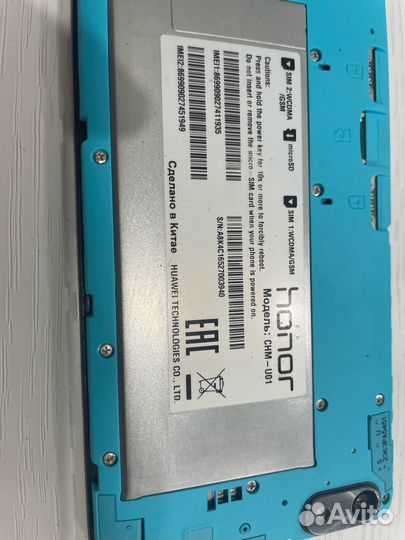 SIM 2:WCDMA
/GSM
microSD
SIM 1:WCDMA/GSM
Cautions:
Press and hold the power key for 10s or more to forcibly reboot.
Do not insert or remove the micro-SIM card when your phone is powered on.
honor
Модель: CHM-U01
IMEI1:869909027411935
IMEI2:869909027451949
S/N:A8K4C16527003940
Сделано в Китае
HUAWEI TECHNOLOGIES CO., LTD.
EAC
Avito